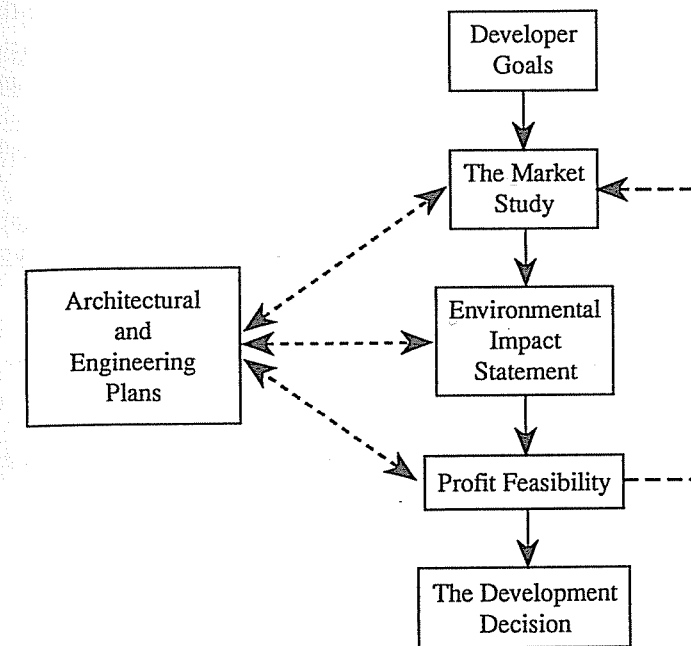 Developer
Goals
The Market
Study
Architectural
and
Engineering
Plans
Environmental
Impact
Statement
Profit Feasibility
The Development
Decision